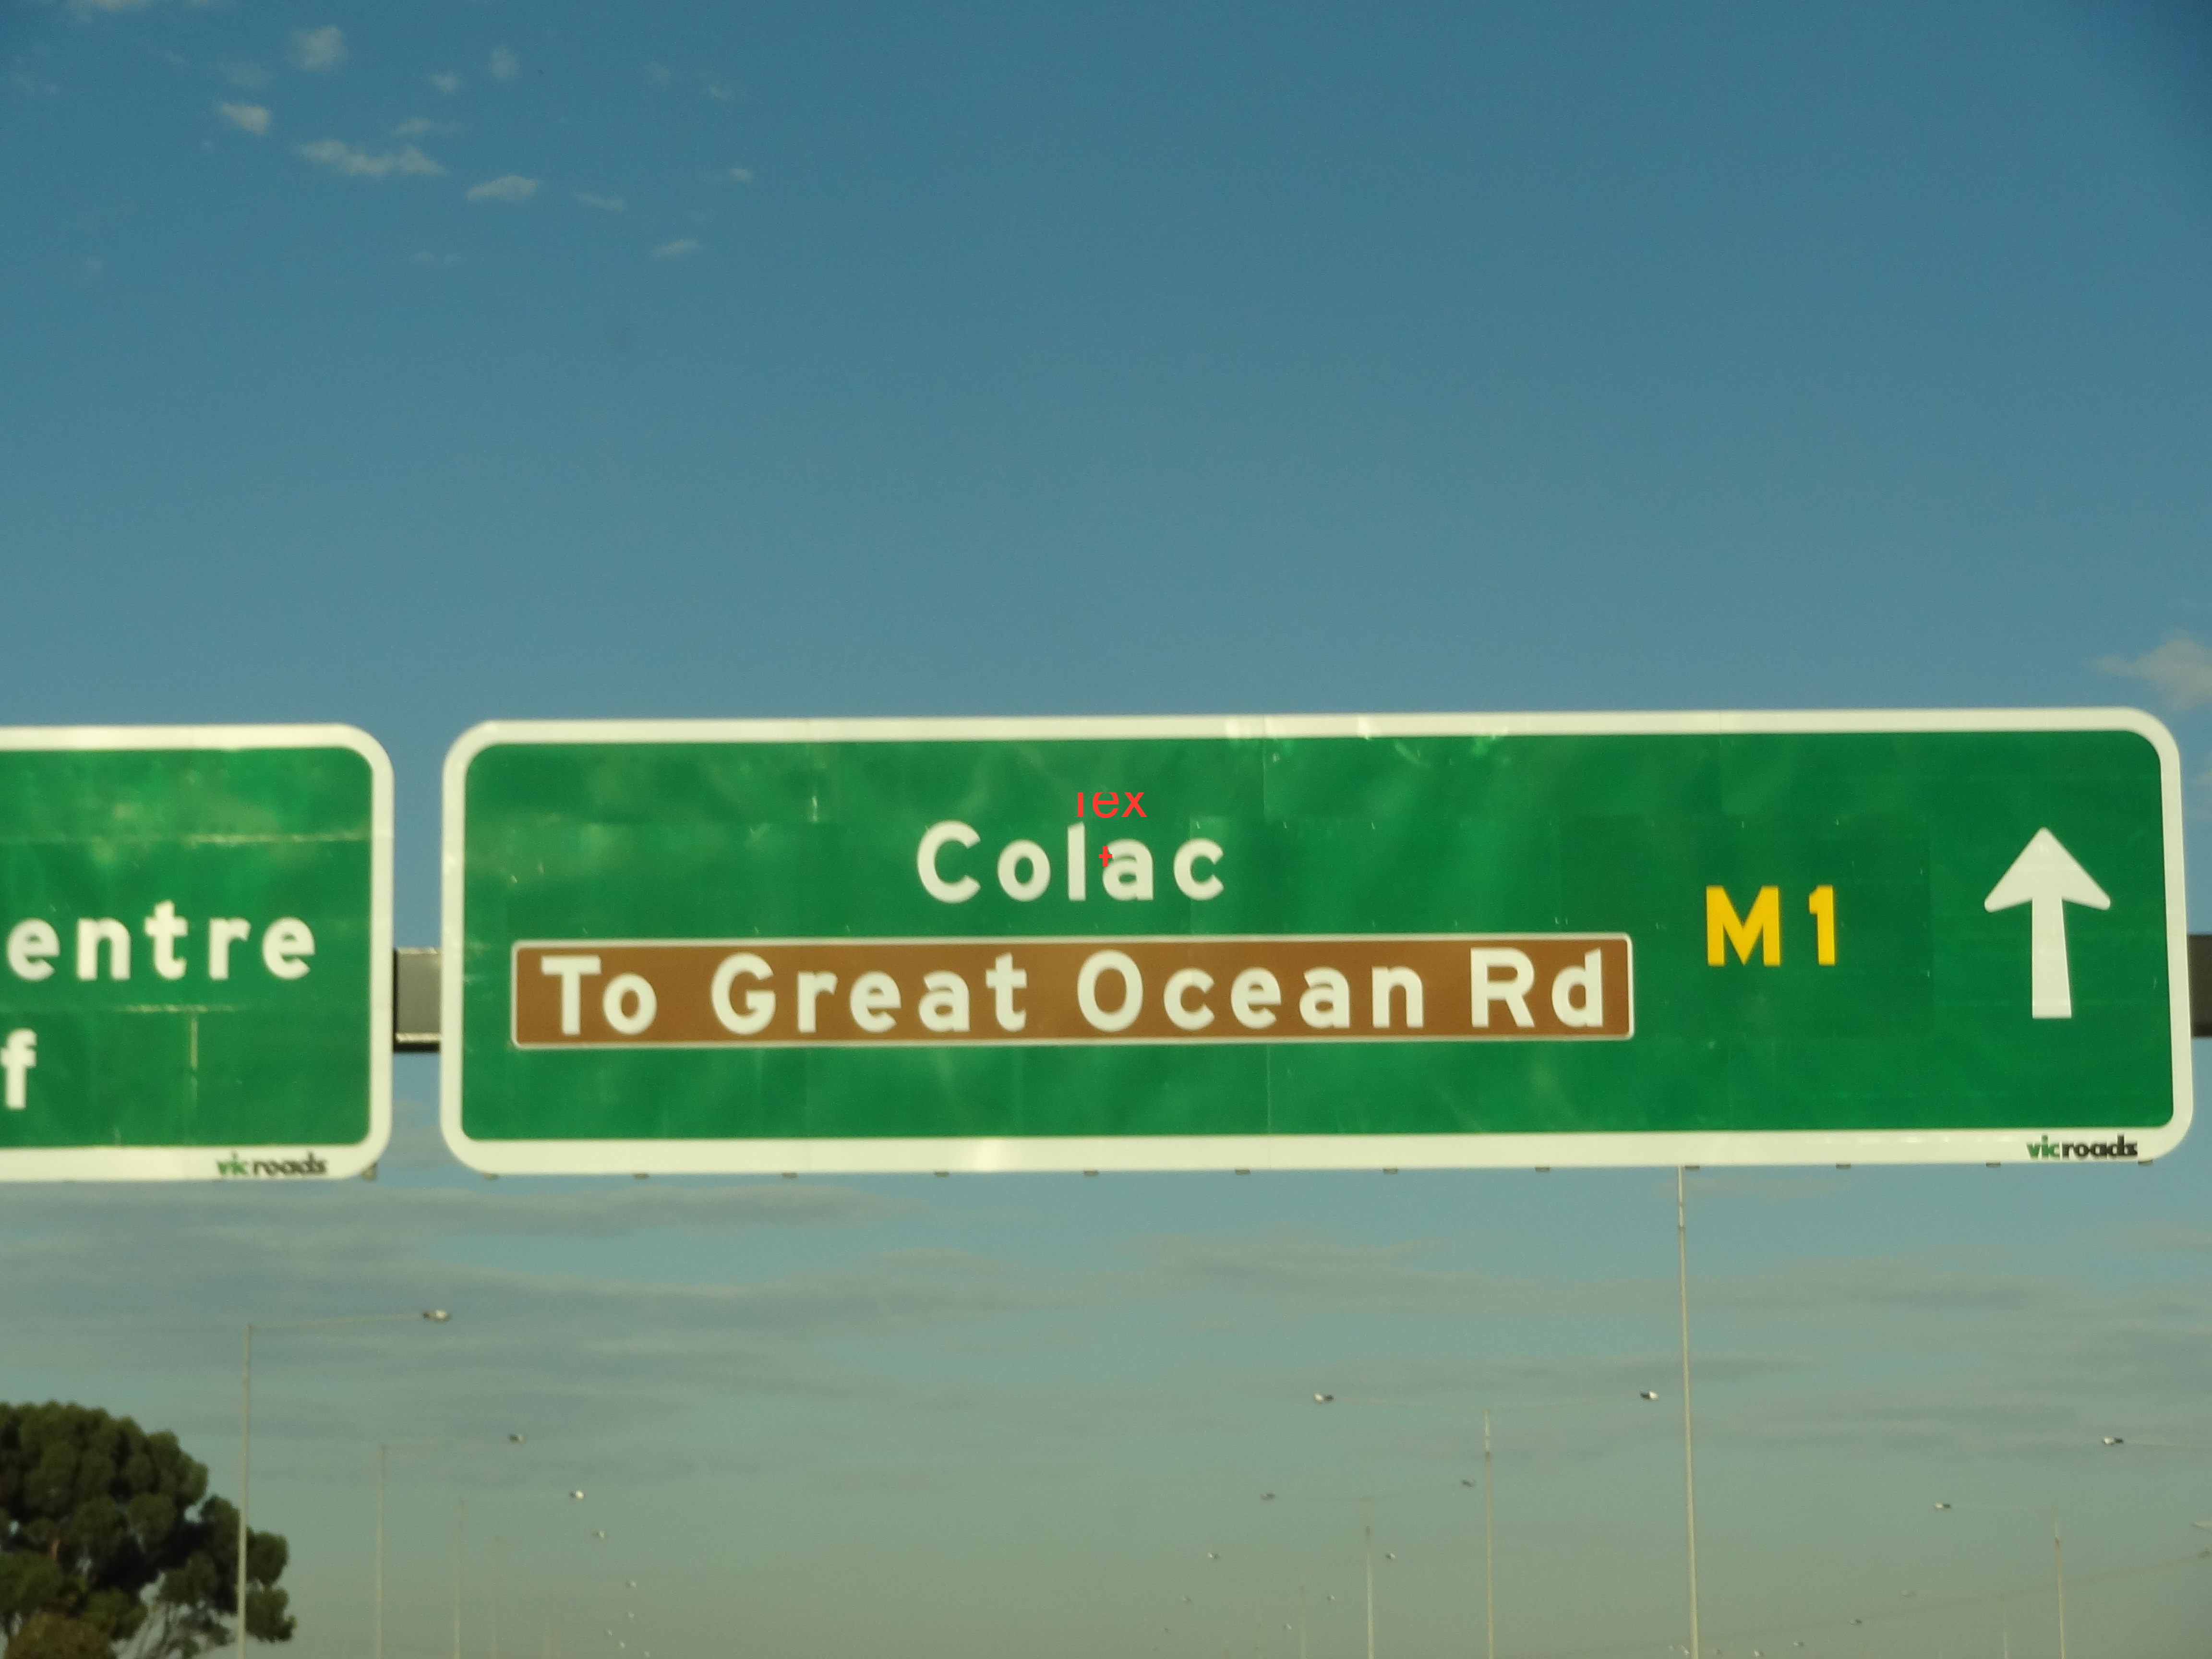 entre
f
vicroads
Colac
To Great Ocean Rd
M1
vicroads